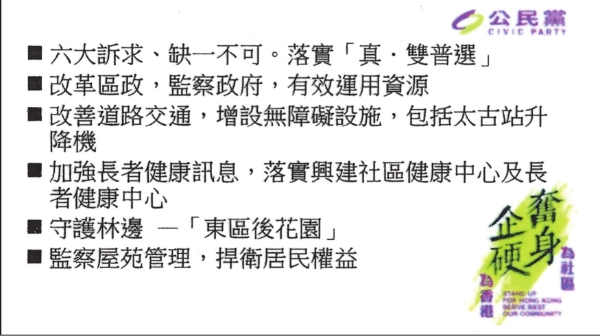 公民黨
CIVIC PARTY
■ 六大訴求、缺一不可。落實「真．雙普選」
■ 改革區政，監察政府，有效運用資源
■ 改善道路交通，增設無障礙設施，包括太古站升
降機
■ 加強長者健康訊息，落實興建社區健康中心及長
者健康中心
■ 守護林邊 —「東區後花園」
■ 監察屋苑管理，捍衛居民權益
奮身
企硬
為社區
為香港
STAND UP
FOR HONG KONG
SERVE BEST
OUR COMMUNITY